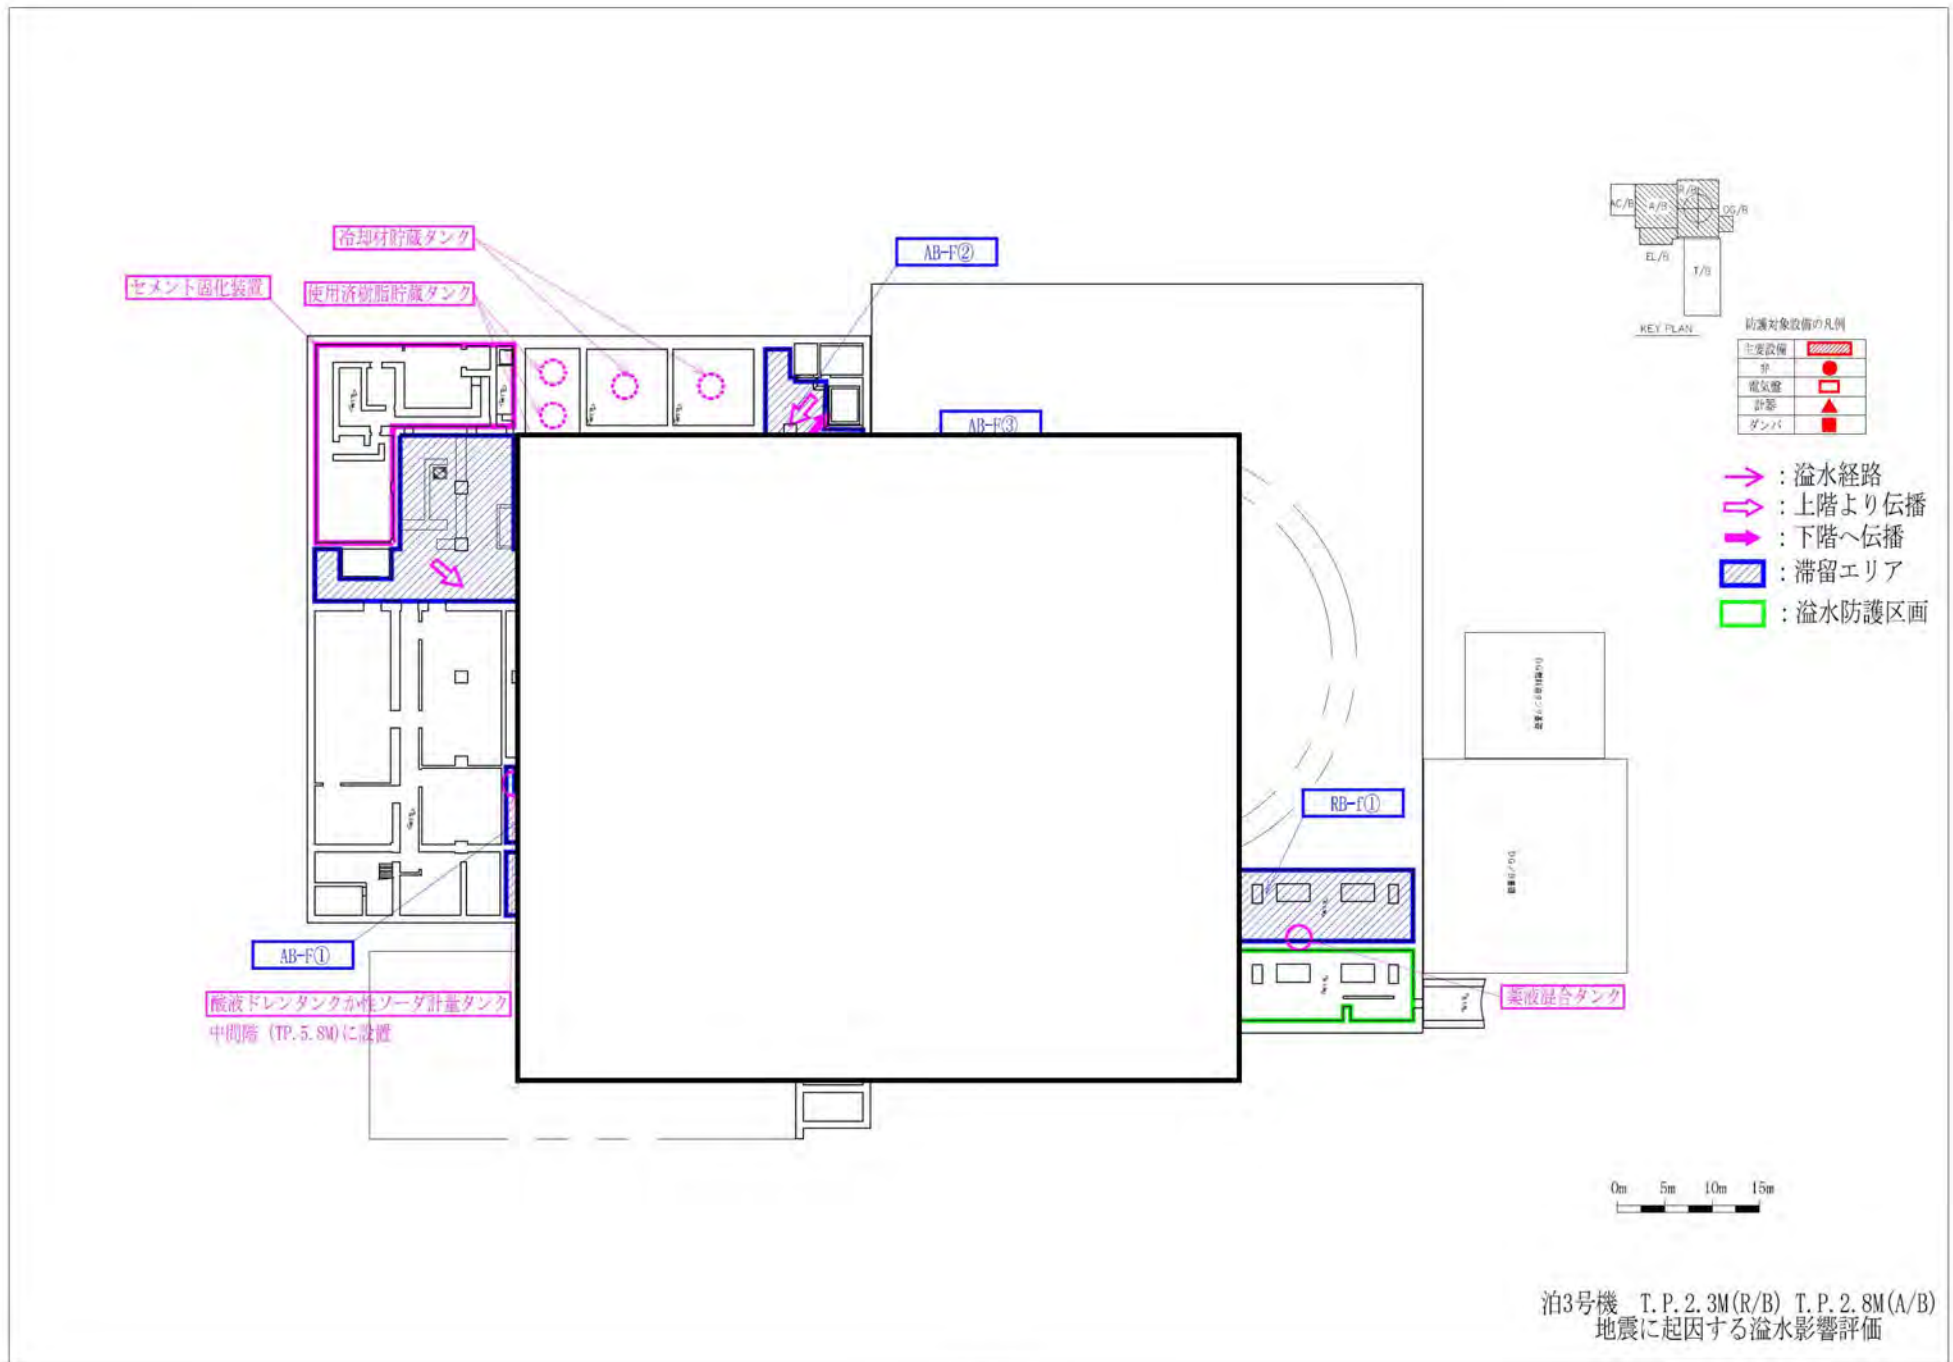 冷却材貯蔵タンク
AB-F②
セメント固化装置
使用済樹脂貯蔵タンク
AB-F③
AC/B
A/B
R/B
DG/B
EL/B
T/B
KEY PLAN
防護対象設備の凡例
主要設備
弁
電気盤
計器
ダンパ
：溢水経路
：上階より伝播
：下階へ伝播
：滞留エリア
：溢水防護区画
RB-f①
AB-F①
酸液ドレンタンクか性ソーダ計量タンク
中間階 (TP.5.8M)に設置
薬液混合タンク
0m 5m 10m 15m
泊3号機 T.P.2.3M(R/B) T.P.2.8M(A/B)
地震に起因する溢水影響評価